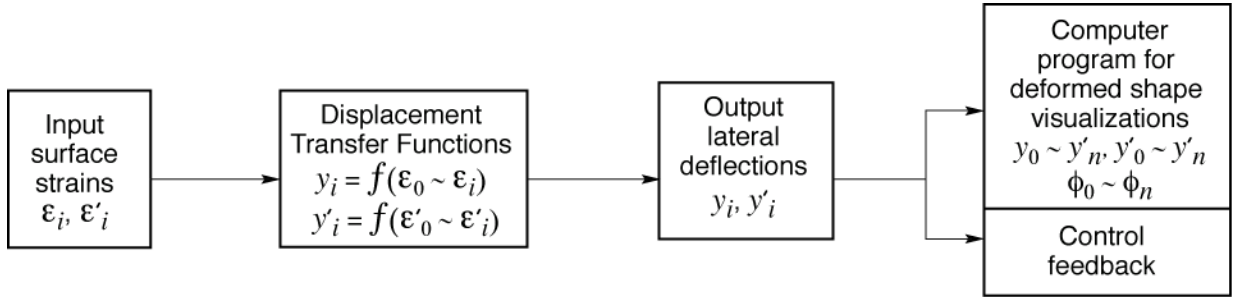 Input
surface
strains
εᵢ, ε′ᵢ
Displacement
Transfer Functions
yᵢ = f(ε₀ ~ εᵢ)
y′ᵢ = f(ε′₀ ~ ε′ᵢ)
Output
lateral
deflections
yᵢ, y′ᵢ
Computer
program for
deformed shape
visualizations
y₀ ~ y′ₙ, y′₀ ~ y′ₙ
ϕ₀ ~ ϕₙ
Control
feedback